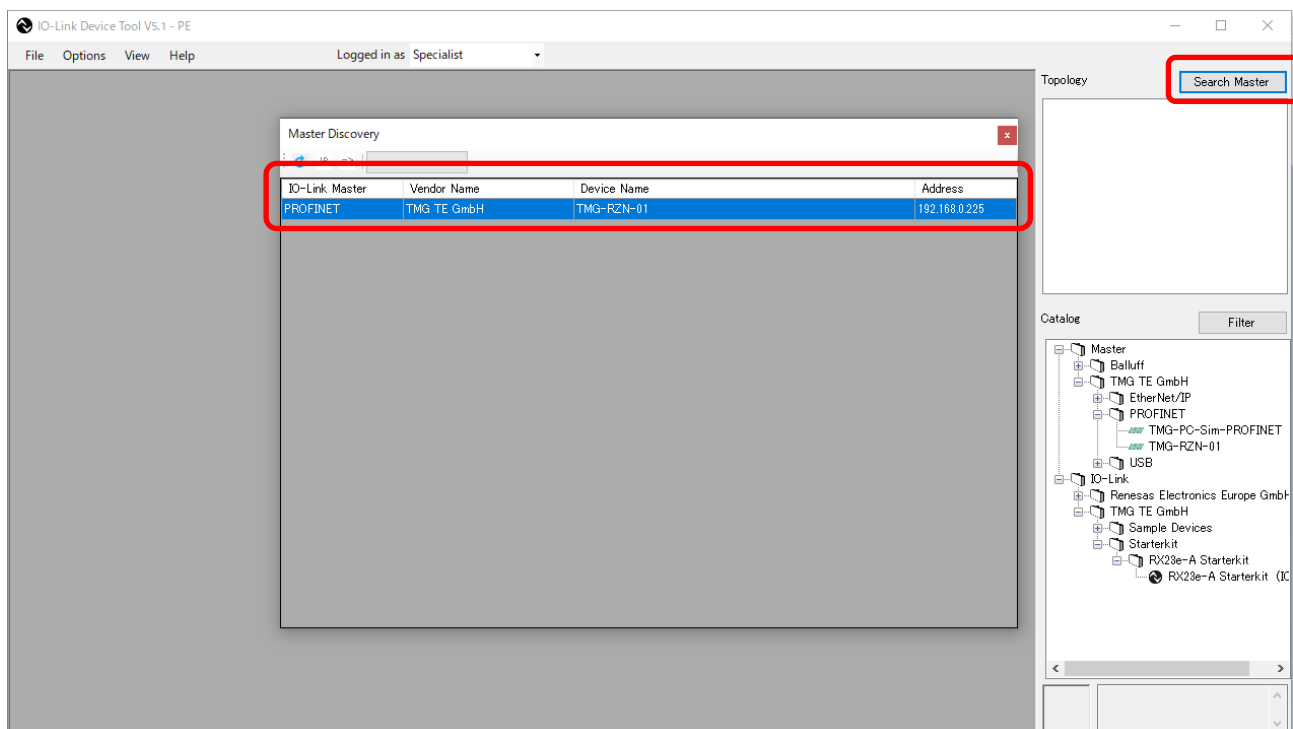 IO-Link Device Tool V5.1 - PE
File Options View Help Logged in as Specialist
Topology Search Master
Master Discovery
IP =>
IO-Link Master Vendor Name Device Name Address
PROFINET TMG TE GmbH TMG-RZN-01 192.168.0.225
Catalog Filter
Master
Balluff
TMG TE GmbH
EtherNet/IP
PROFINET
TMG-PC-Sim-PROFINET
TMG-RZN-01
USB
IO-Link
Renesas Electronics Europe GmbH
TMG TE GmbH
Sample Devices
Starterkit
RX23e-A Starterkit
RX23e-A Starterkit (IO